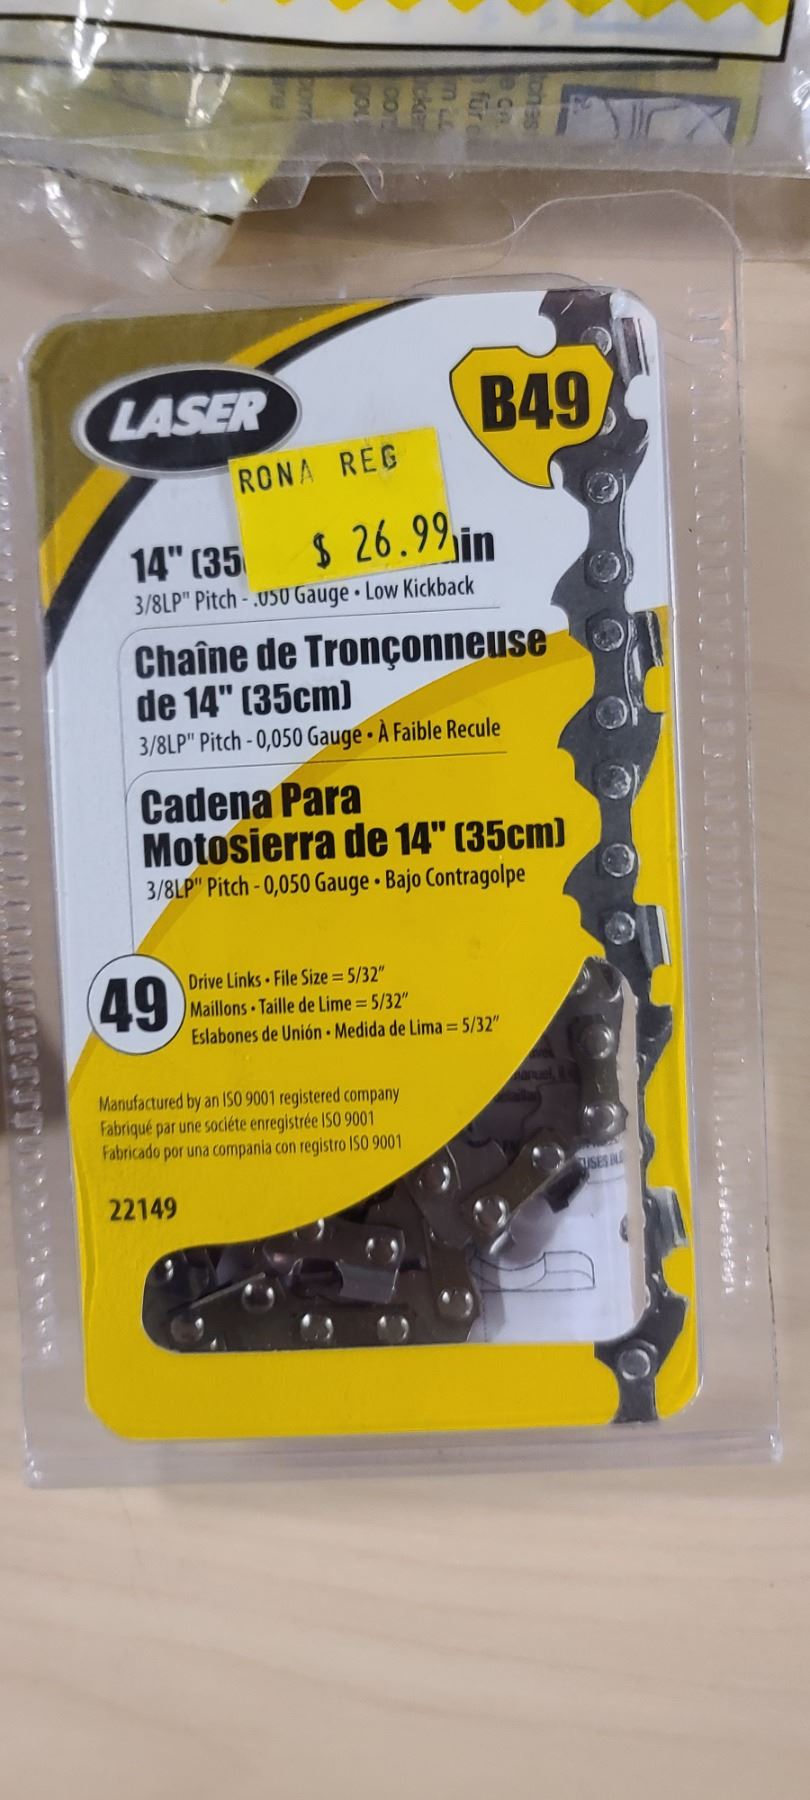 LASER
B49
RONA REG
$ 26.99
14" (35 in
3/8LP" Pitch - .050 Gauge • Low Kickback
Chaîne de Tronçonneuse
de 14" (35cm)
3/8LP" Pitch - 0,050 Gauge • À Faible Recule
Cadena Para
Motosierra de 14" (35cm)
3/8LP" Pitch - 0,050 Gauge • Bajo Contragolpe
49
Drive Links • File Size = 5/32"
Maillons • Taille de Lime = 5/32"
Eslabones de Unión • Medida de Lima = 5/32"
Manufactured by an ISO 9001 registered company
Fabriqué par une sociéte enregistrée ISO 9001
Fabricado por una compania con registro ISO 9001
22149